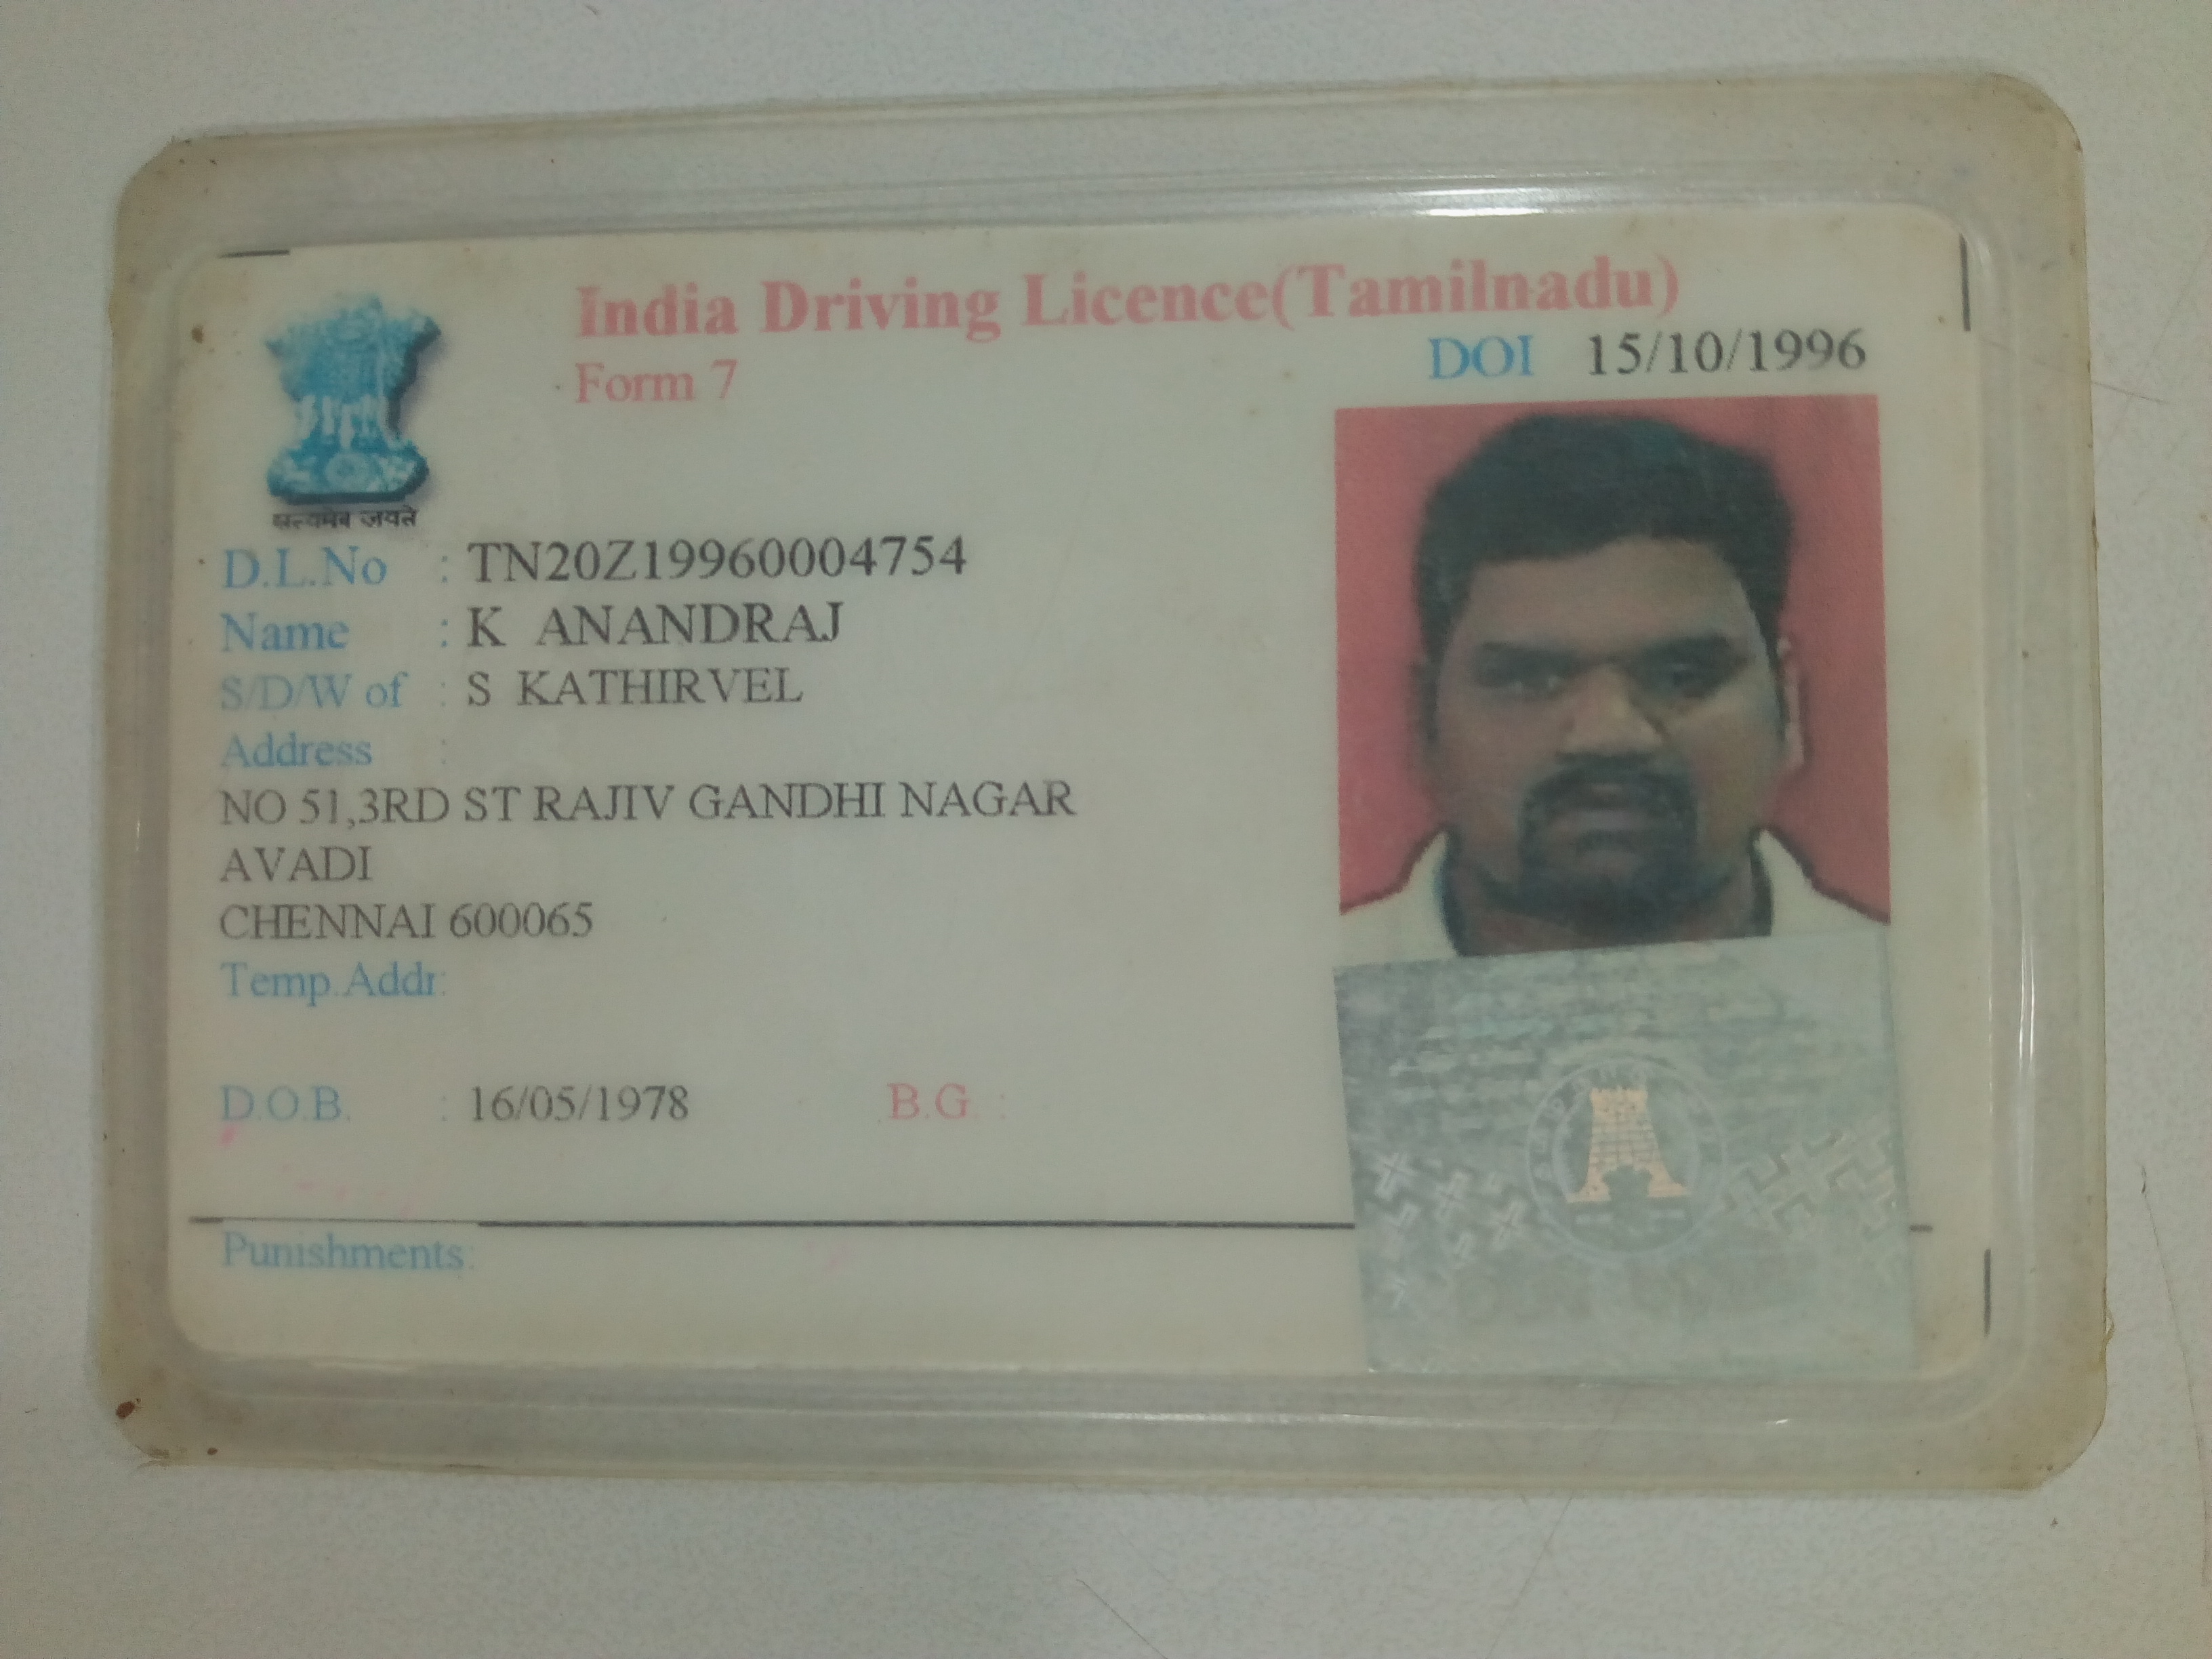 India Driving Licence(Tamilnadu)
Form 7
DOI 15/10/1996
सत्यमेव जयते
D.L.No : TN20Z19960004754
Name : K ANANDRAJ
S/D/W of : S KATHIRVEL
Address :
NO 51,3RD ST RAJIV GANDHI NAGAR
AVADI
CHENNAI 600065
Temp.Addr:
D.O.B. : 16/05/1978 B.G. :
Punishments: